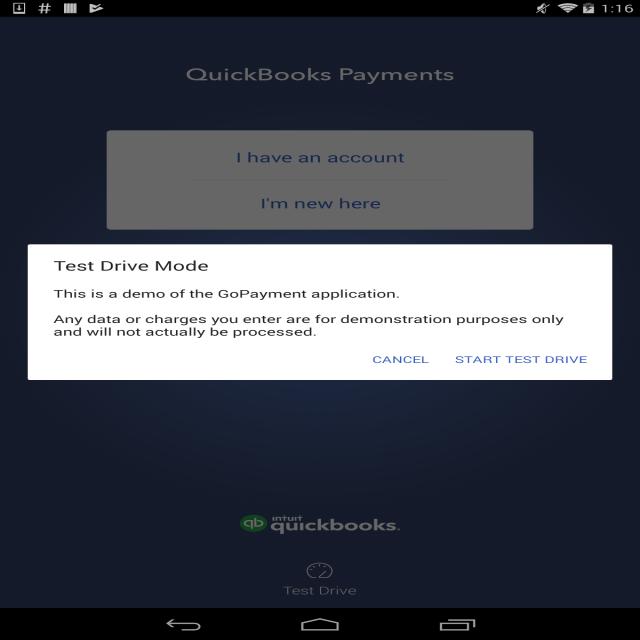 1:16
QuickBooks Payments
I have an account
I'm new here
Test Drive Mode
This is a demo of the GoPayment application.
Any data or charges you enter are for demonstration purposes only
and will not actually be processed.
CANCEL START TEST DRIVE
qb intuit quickbooks.
Test Drive